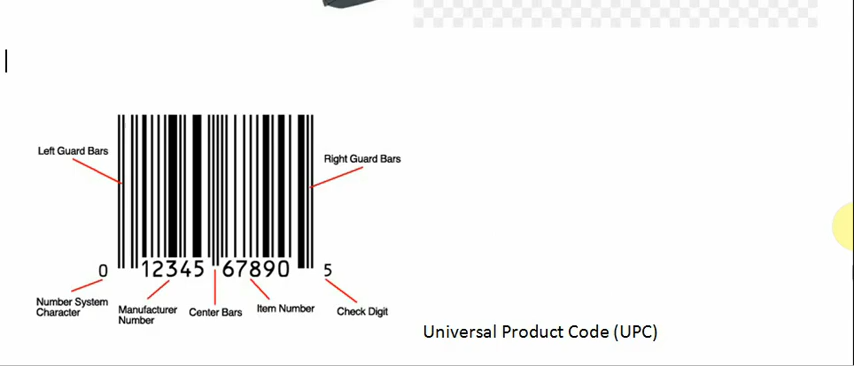 Left Guard Bars
Right Guard Bars
0 12345 67890 5
Number System
Character
Manufacturer
Number
Center Bars
Item Number
Check Digit
Universal Product Code (UPC)